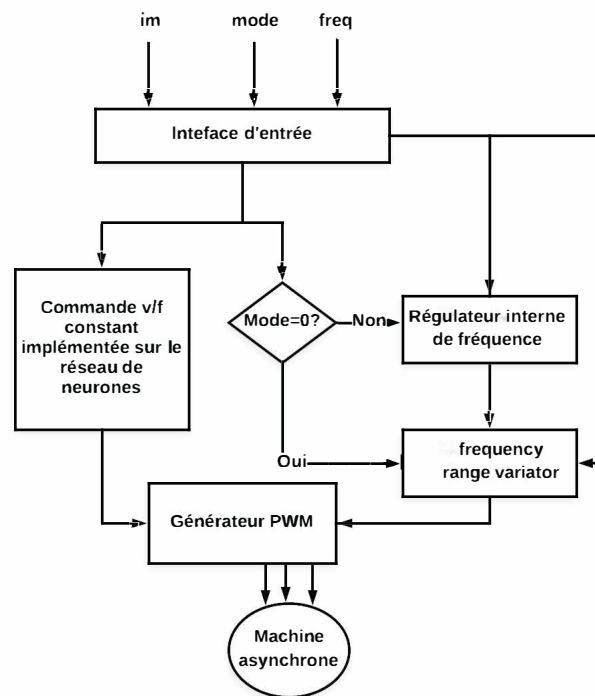 im mode freq
Inteface d'entrée
Commande v/f
constant
implémentée sur le
réseau de
neurones
Mode=0?
Non
Régulateur interne
de fréquence
Oui
frequency
range variator
Générateur PWM
Machine
asynchrone